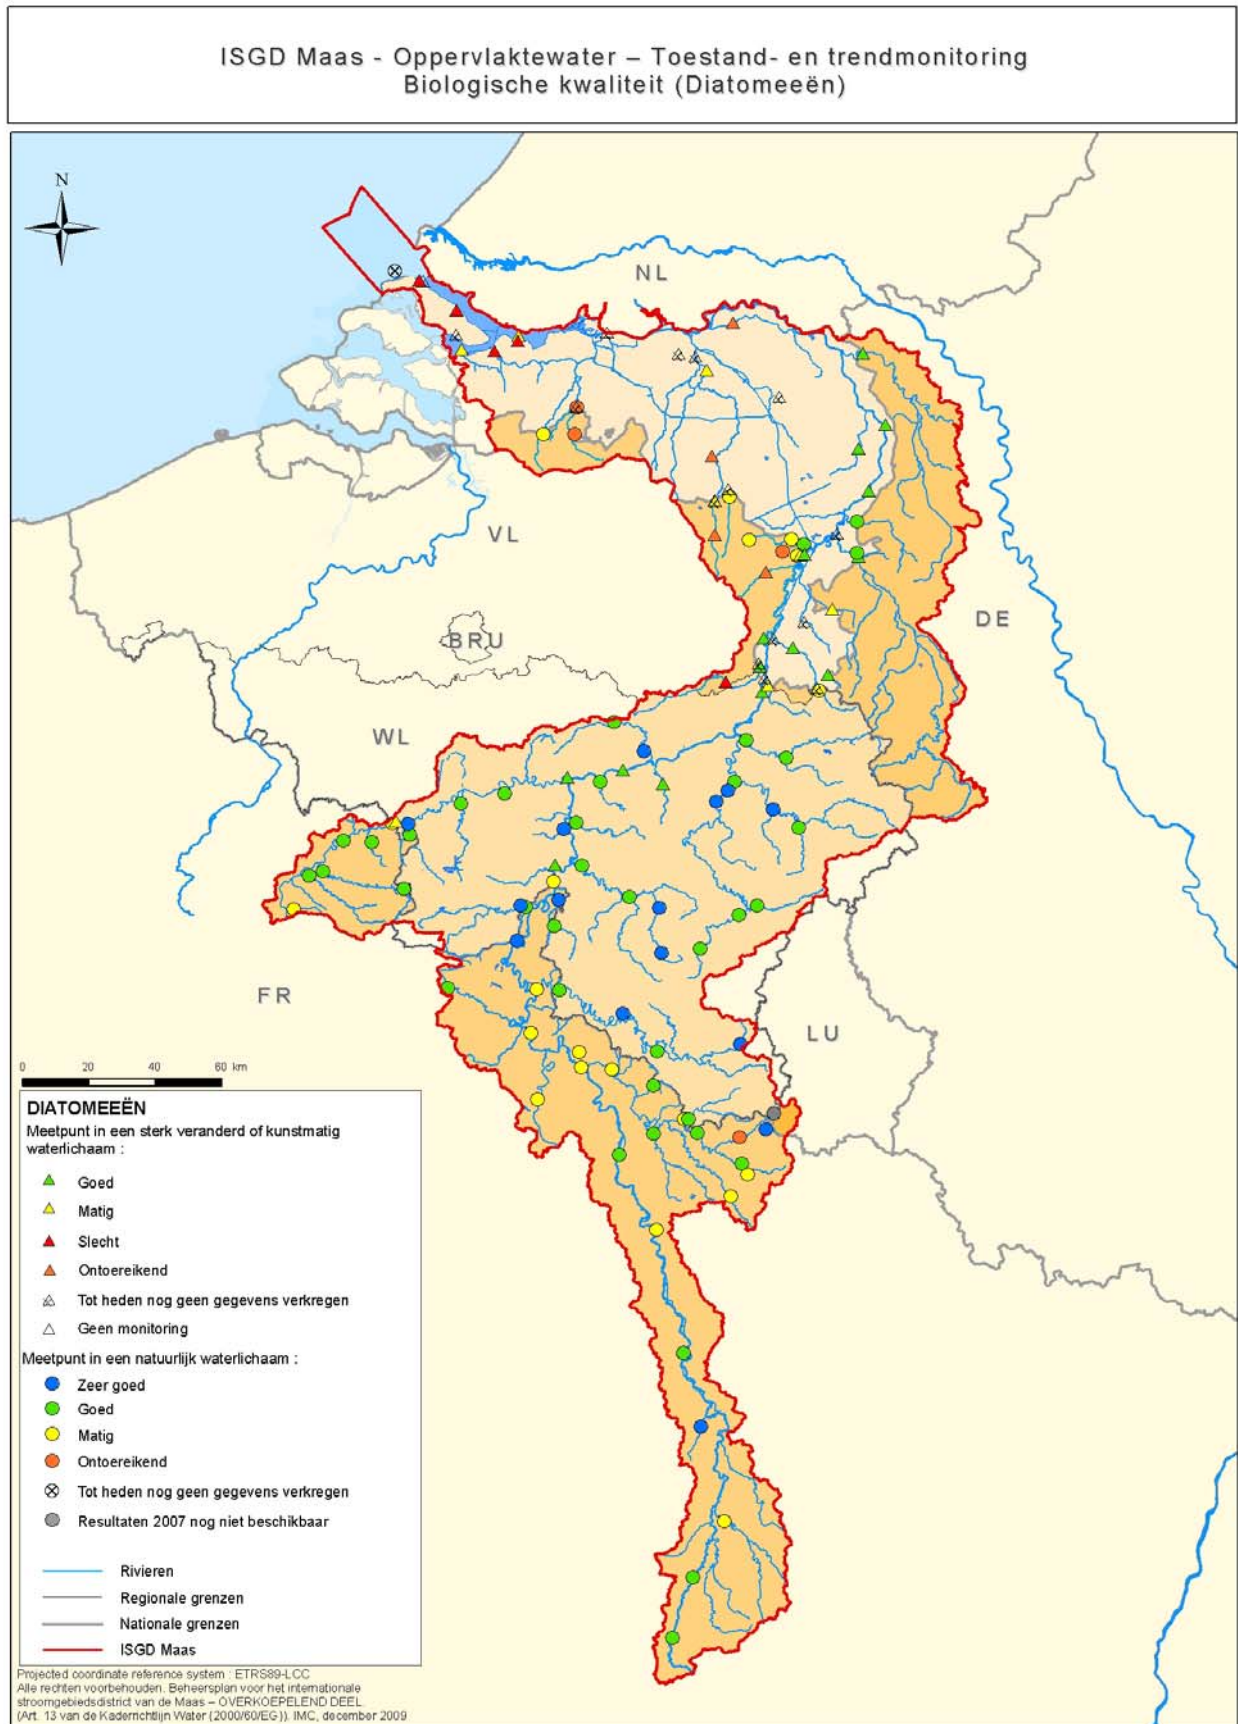 ISGD Maas - Oppervlaktewater – Toestand- en trendmonitoring
Biologische kwaliteit (Diatomeeën)
N
NL
VL
BRU
DE
WL
FR
LU
0 20 40 60 km
DIATOMEEËN
Meetpunt in een sterk veranderd of kunstmatig
waterlichaam :
Goed
Matig
Slecht
Ontoereikend
Tot heden nog geen gegevens verkregen
Geen monitoring
Meetpunt in een natuurlijk waterlichaam :
Zeer goed
Goed
Matig
Ontoereikend
Tot heden nog geen gegevens verkregen
Resultaten 2007 nog niet beschikbaar
Rivieren
Regionale grenzen
Nationale grenzen
ISGD Maas
Projected coordinate reference system : ETRS89-LCC
Alle rechten voorbehouden. Beheersplan voor het internationale
stroomgebiedsdistrict van de Maas – OVERKOEPELEND DEEL
(Art. 13 van de Kaderrichtlijn Water (2000/60/EG)). IMC, december 2009